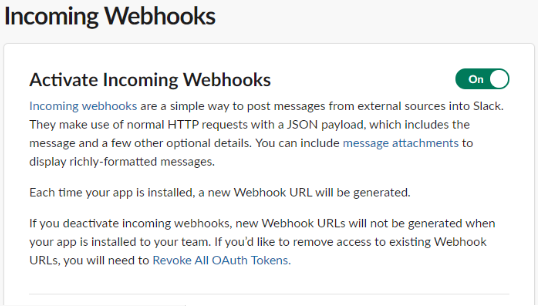 Incoming Webhooks
Activate Incoming Webhooks
On
Incoming webhooks are a simple way to post messages from external sources into Slack.
They make use of normal HTTP requests with a JSON payload, which includes the
message and a few other optional details. You can include message attachments to
display richly-formatted messages.
Each time your app is installed, a new Webhook URL will be generated.
If you deactivate incoming webhooks, new Webhook URLs will not be generated when
your app is installed to your team. If you'd like to remove access to existing Webhook
URLs, you will need to Revoke All OAuth Tokens.